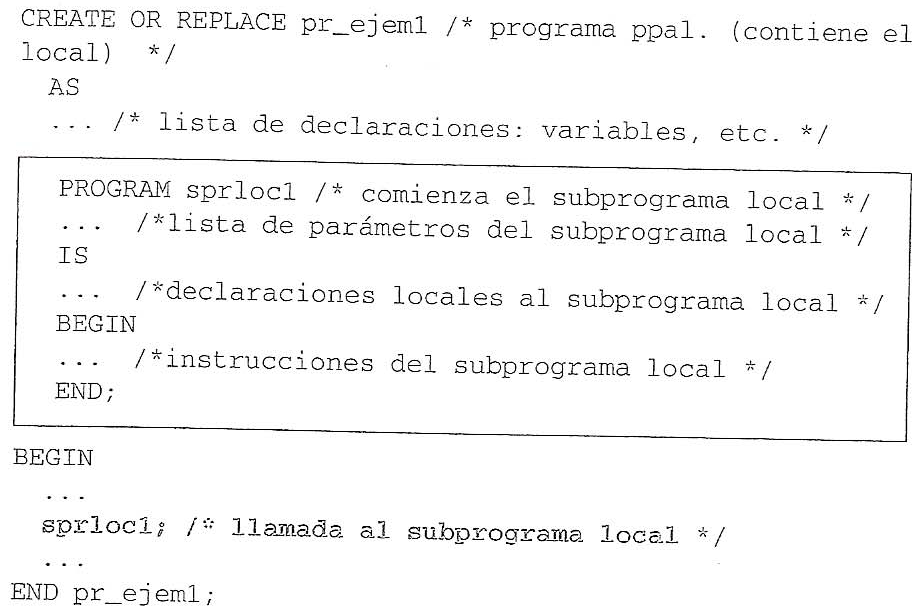 CREATE OR REPLACE pr_ejem1 /* programa ppal. (contiene el
local)  */
AS
... /* lista de declaraciones: variables, etc. */
PROGRAM sprloc1 /* comienza el subprograma local */
...  /*lista de parámetros del subprograma local */
IS
...  /*declaraciones locales al subprograma local */
BEGIN
...  /*instrucciones del subprograma local */
END;
BEGIN
...
sprloc1; /* llamada al subprograma local */
...
END pr_ejem1;